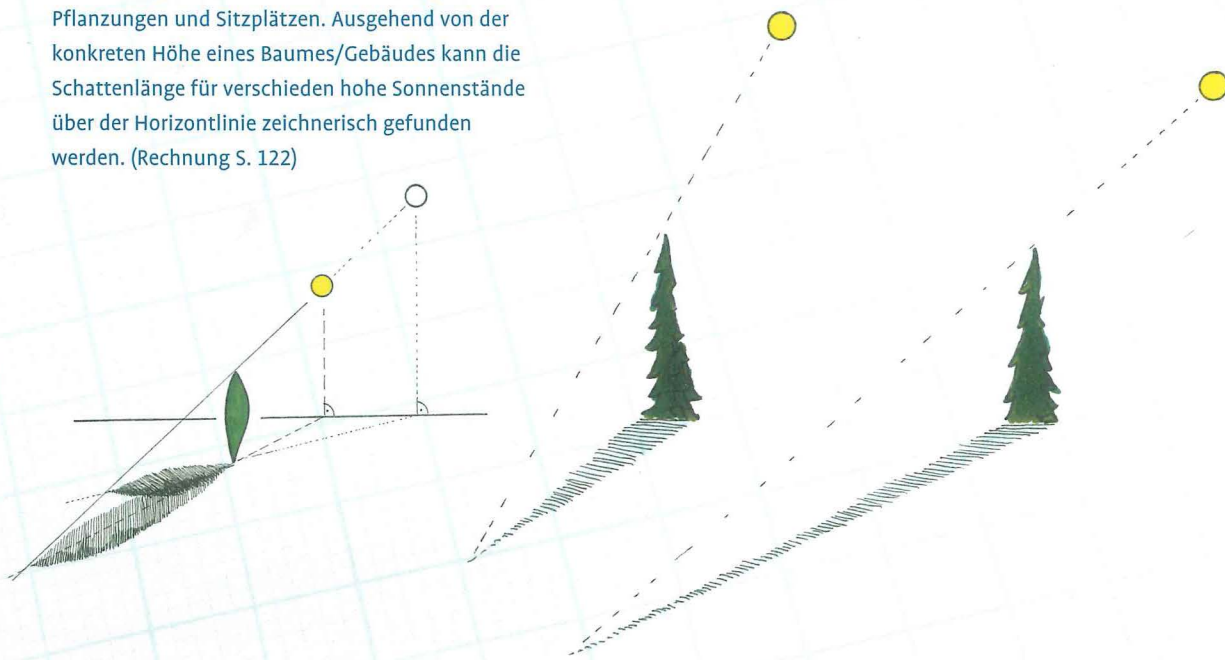 Pflanzungen und Sitzplätzen. Ausgehend von der
konkreten Höhe eines Baumes/Gebäudes kann die
Schattenlänge für verschieden hohe Sonnenstände
über der Horizontlinie zeichnerisch gefunden
werden. (Rechnung S. 122)